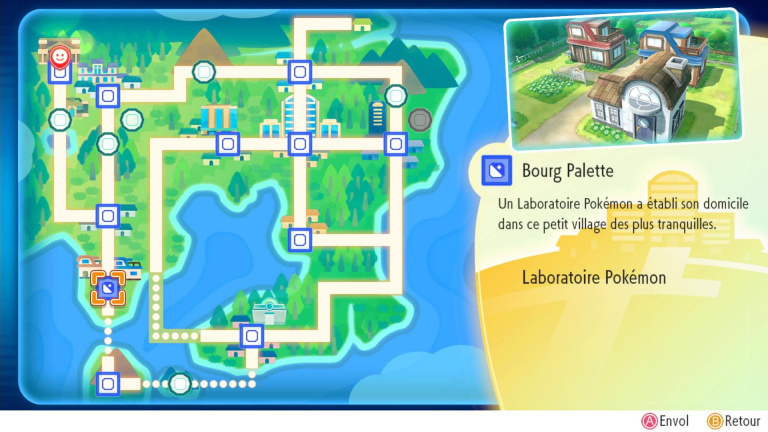 Bourg Palette
Un Laboratoire Pokémon a établi son domicile
dans ce petit village des plus tranquilles.
Laboratoire Pokémon
A Envol B Retour